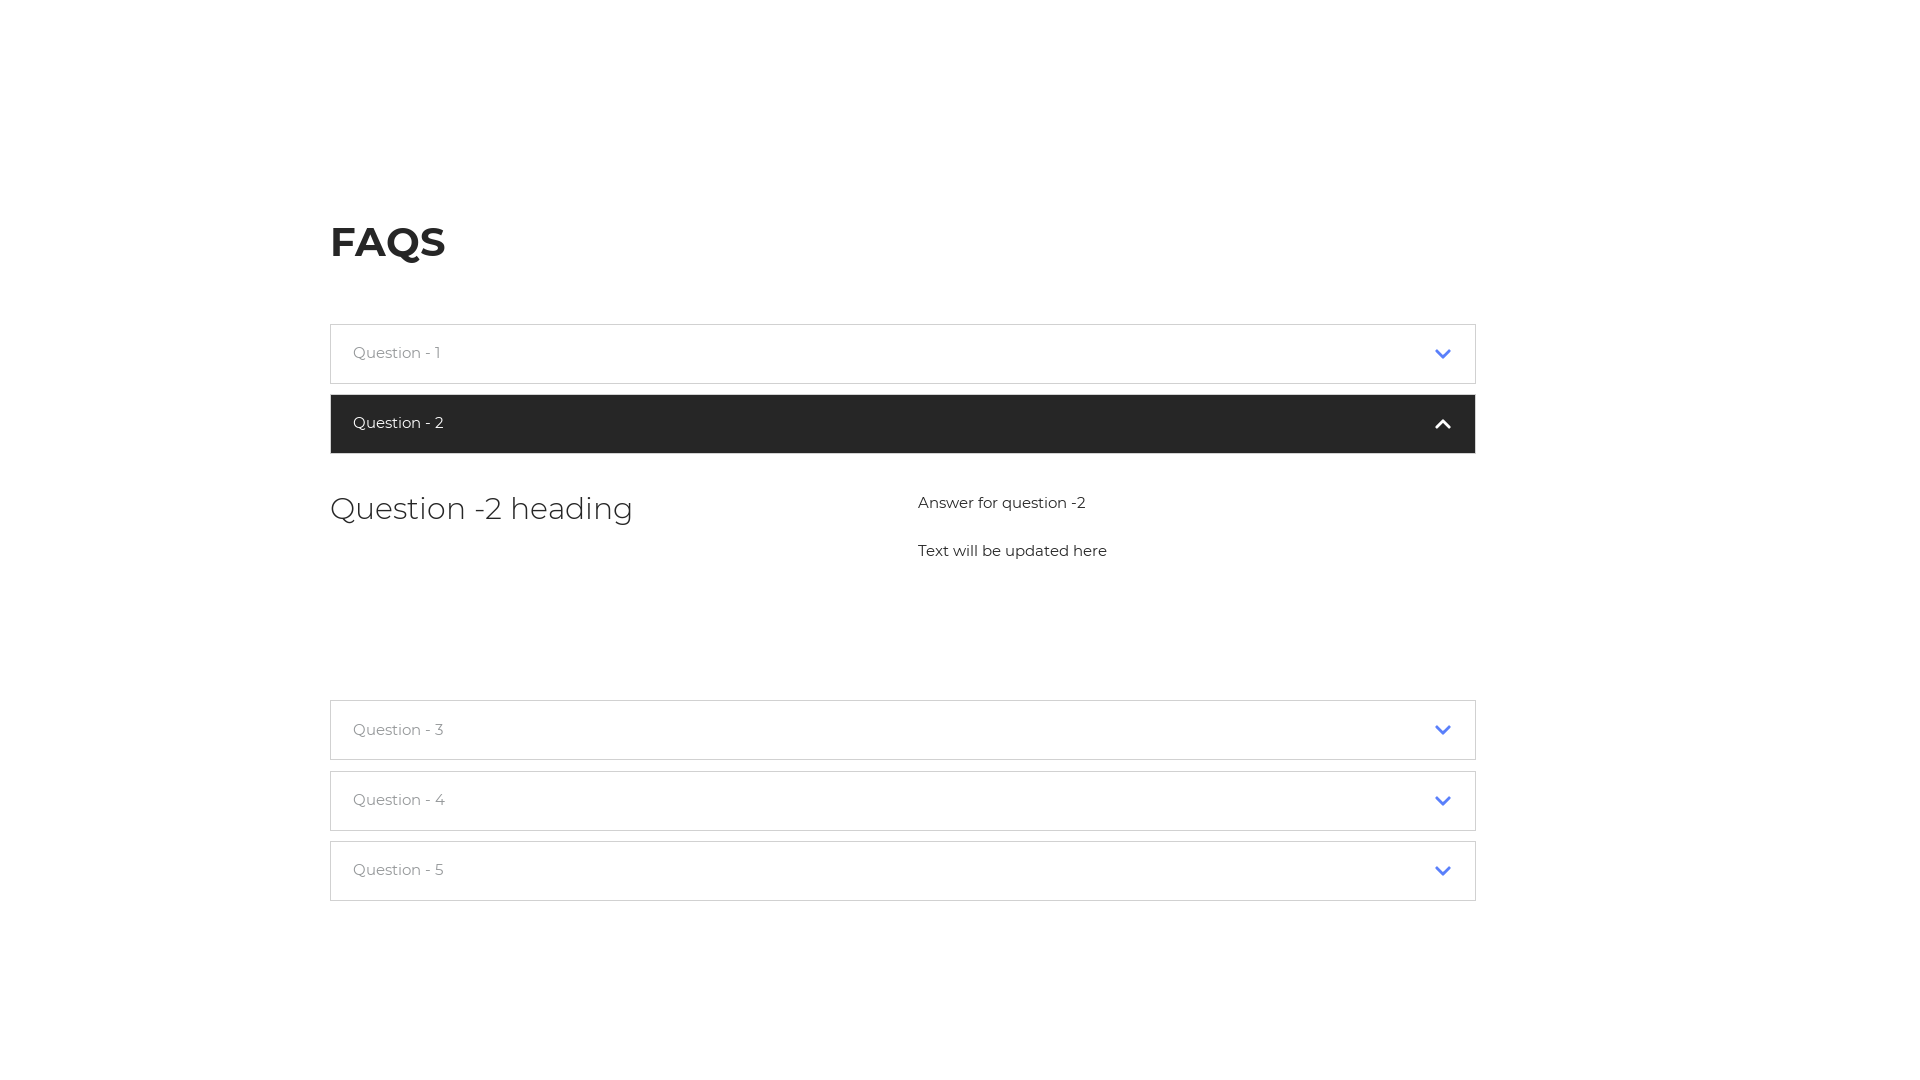 FAQS
Question - 1
Question - 2
Question -2 heading
Answer for question -2
Text will be updated here
Question - 3
Question - 4
Question - 5